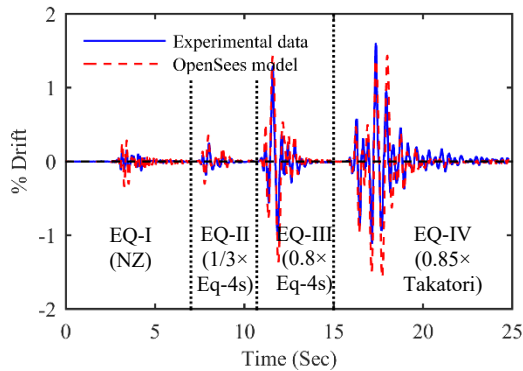 2
Experimental data
OpenSees model
1
0
-1
-2
% Drift
EQ-I
(NZ)
EQ-II
(1/3×
Eq-4s)
EQ-III
(0.8×
Eq-4s)
EQ-IV
(0.85×
Takatori)
0 5 10 15 20 25
Time (Sec)